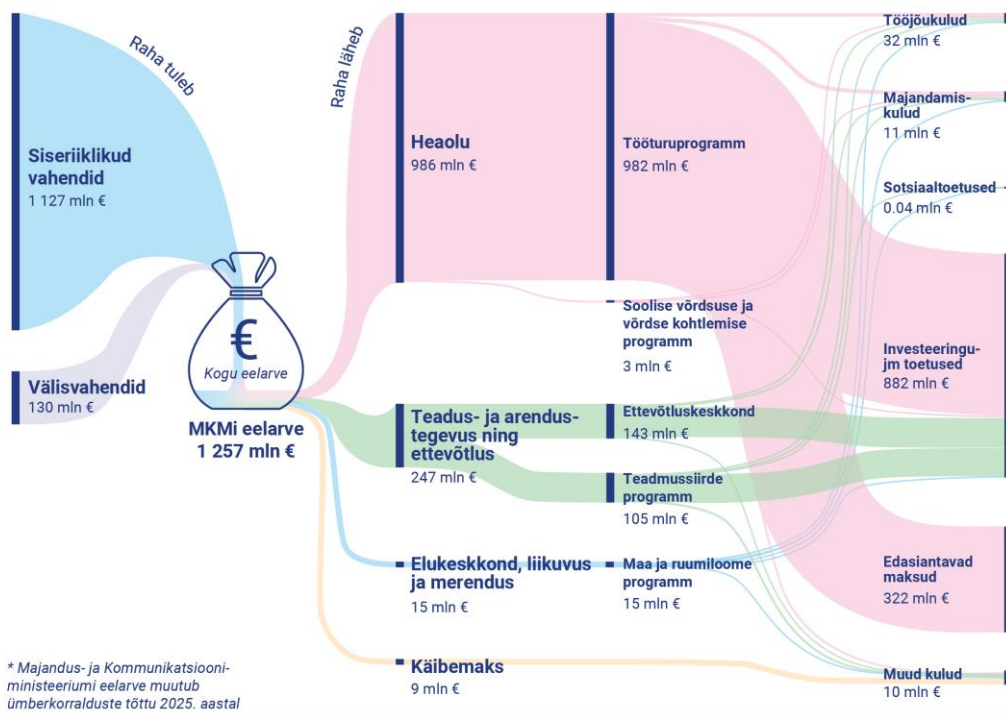 Raha tuleb
Siseriiklikud
vahendid
1 127 mln €
Välisvahendid
130 mln €
€
Kogu eelarve
MKMi eelarve
1 257 mln €
Raha läheb
Heaolu
986 mln €
Teadus- ja arendus-
tegevus ning
ettevõtlus
247 mln €
Elukeskkond, liikuvus
ja merendus
15 mln €
Käibemaks
9 mln €
Tööturuprogramm
982 mln €
Soolise võrdsuse ja
võrdse kohtlemise
programm
3 mln €
Ettevõtluskeskkond
143 mln €
Teadmussiirde
programm
105 mln €
Maa ja ruumiloome
programm
15 mln €
Tööjõukulud
32 mln €
Majandamis-
kulud
11 mln €
Sotsiaaltoetused
0.04 mln €
Investeeringu-
jm toetused
882 mln €
Edasiantavad
maksud
322 mln €
Muud kulud
10 mln €
* Majandus- ja Kommunikatsiooni-
ministeeriumi eelarve muutub
ümberkorralduste tõttu 2025. aastal